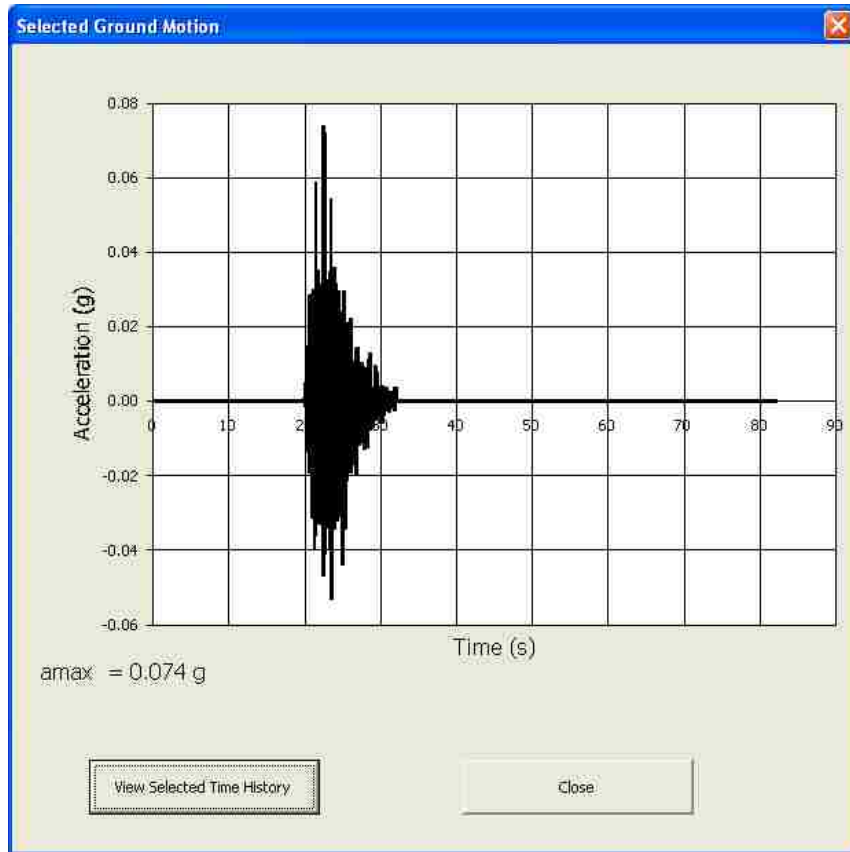 Selected Ground Motion
0.08
0.06
0.04
0.02
0.00
-0.02
-0.04
-0.06
Acceleration (g)
0 10 40 50 60 70 80 90
Time (s)
amax = 0.074 g
View Selected Time History
Close